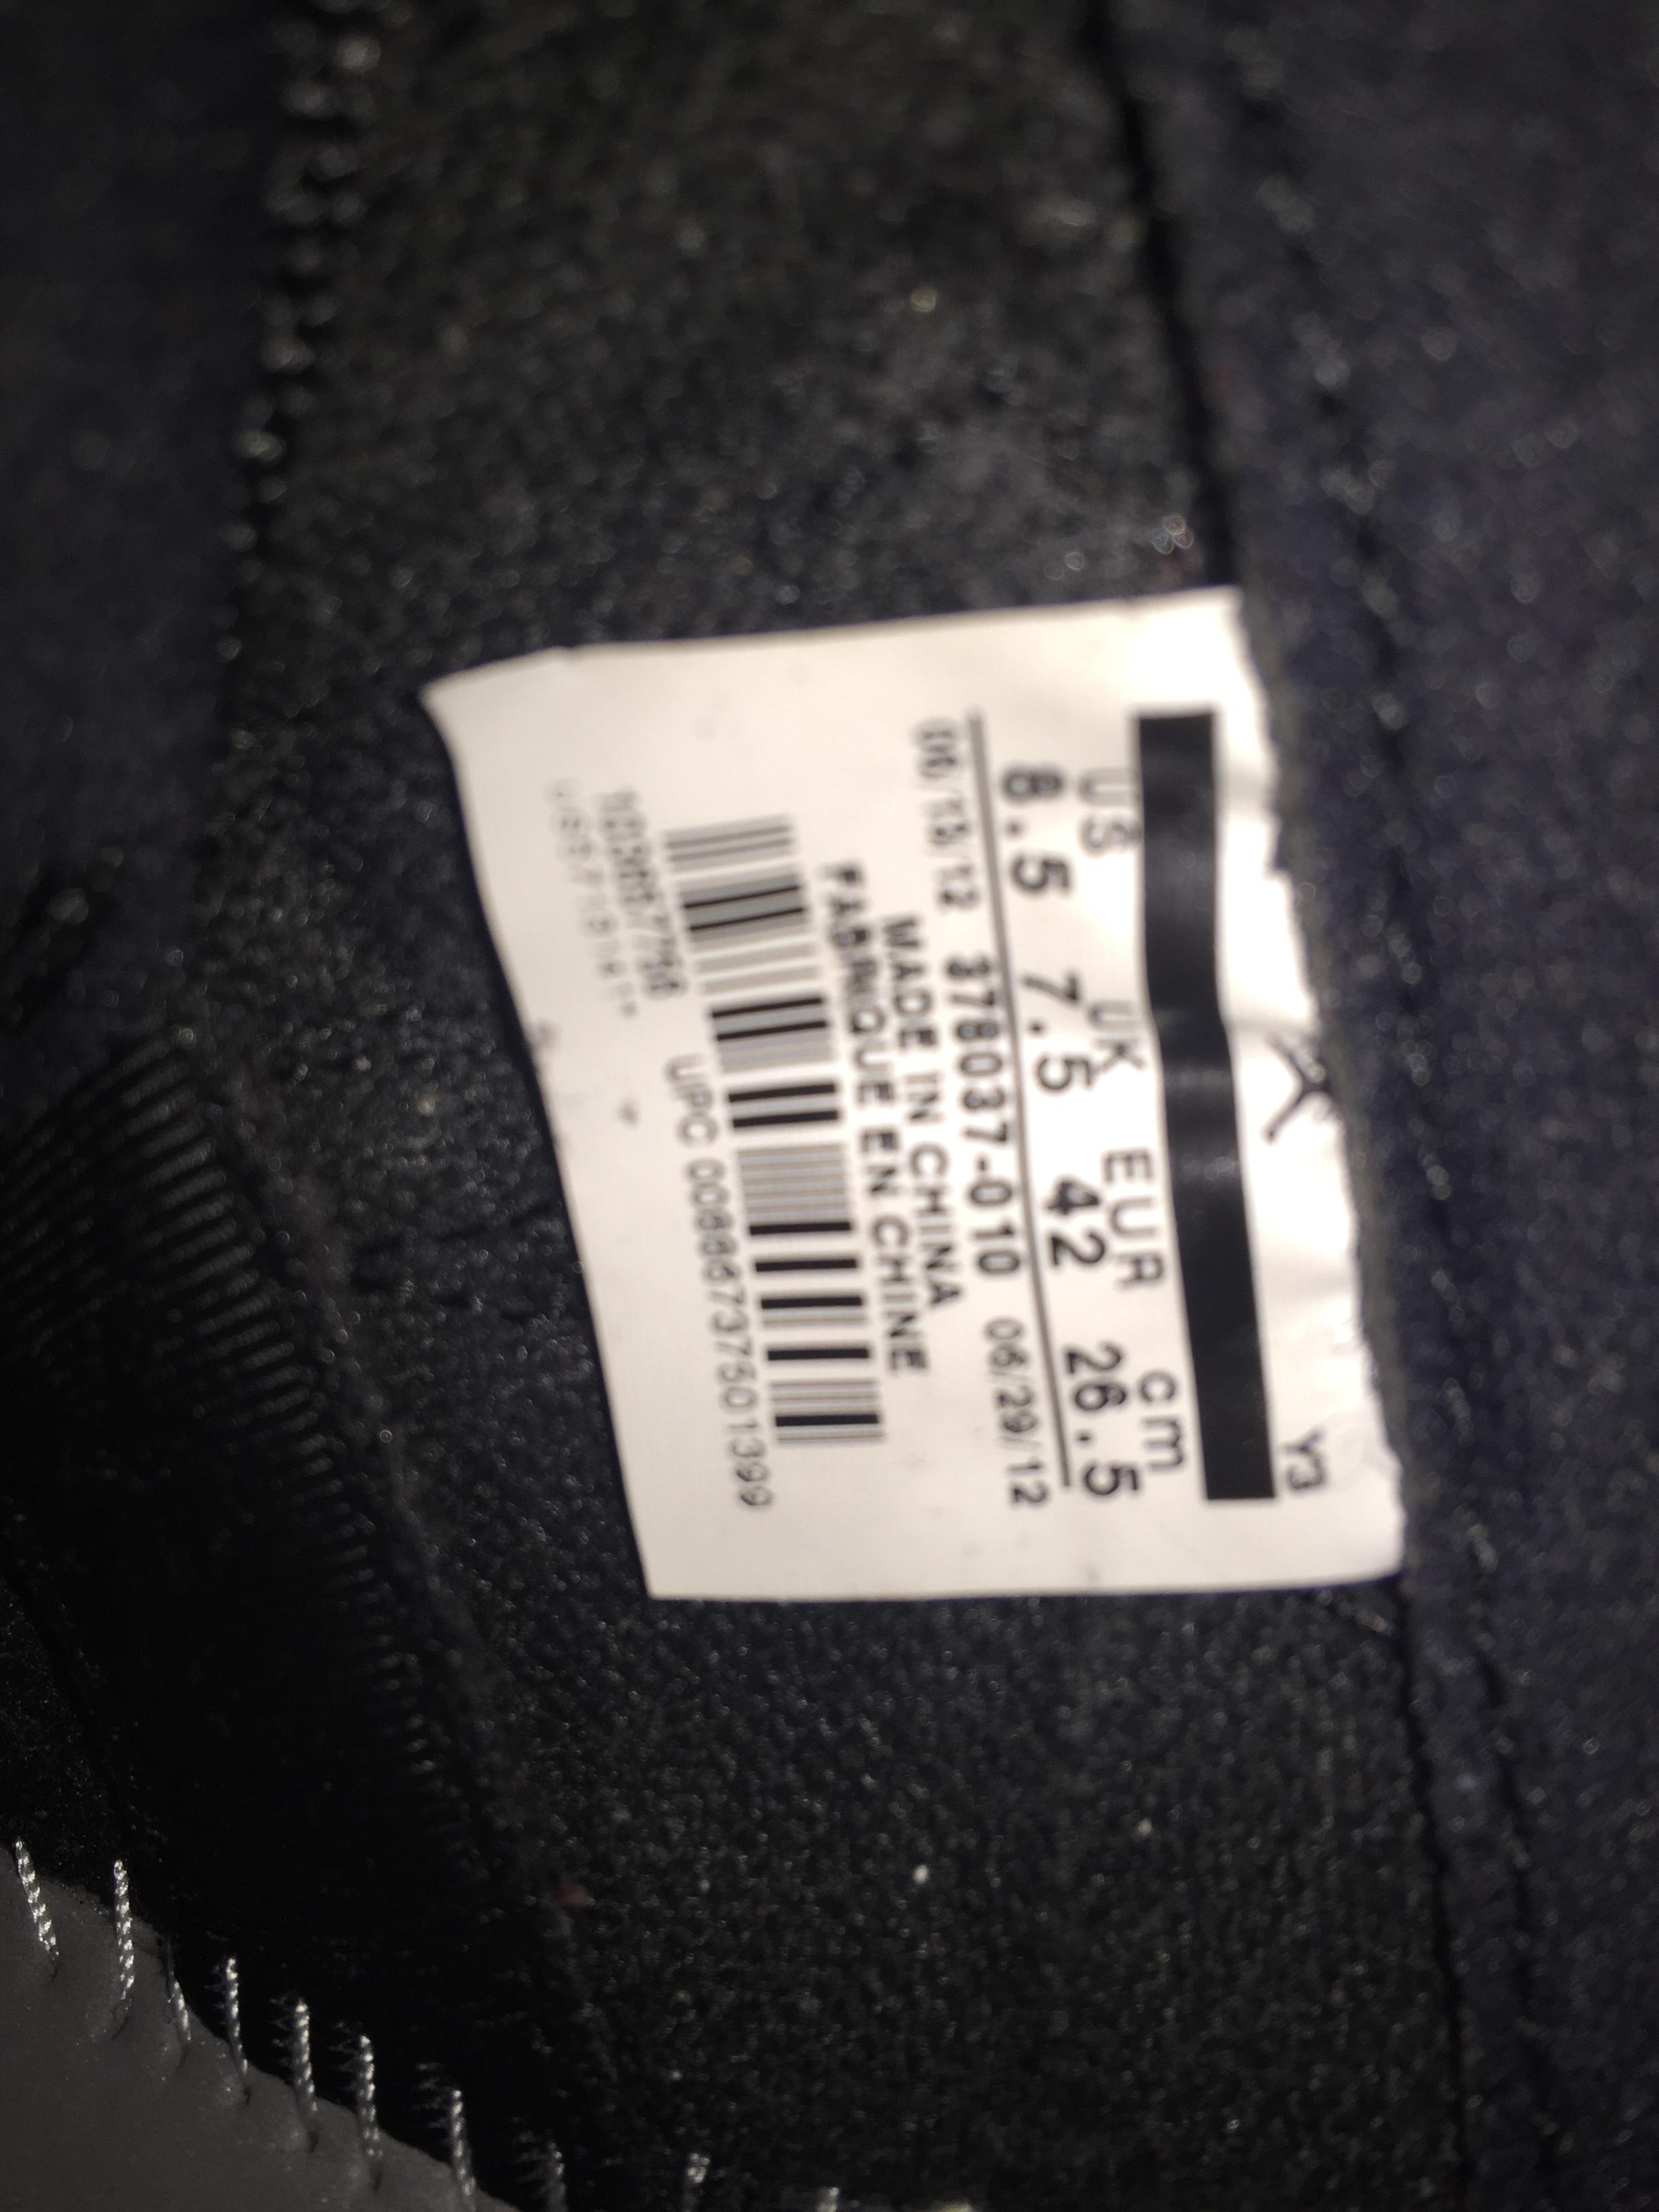 Y3
US UK EUR cm
8.5 7.5 42 26.5
06/13/12 378037-010 06/29/12
MADE IN CHINA
FABRIQUE EN CHINE
UPC 00886737501399